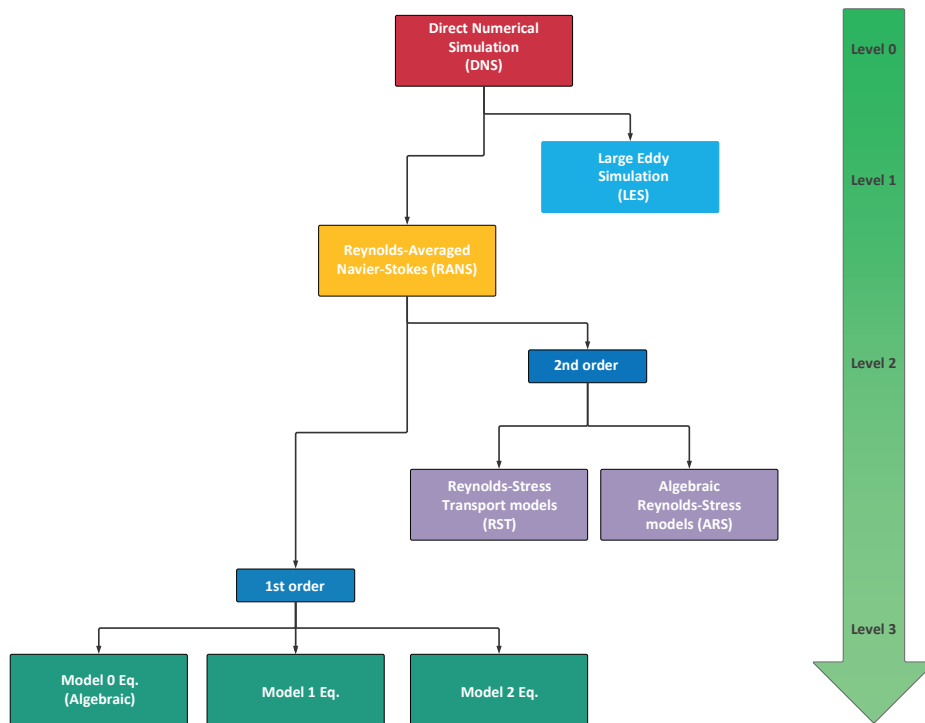 Direct Numerical
Simulation
(DNS)
Level 0
Large Eddy
Simulation
(LES)
Level 1
Reynolds-Averaged
Navier-Stokes (RANS)
2nd order
Level 2
Reynolds-Stress
Transport models
(RST)
Algebraic
Reynolds-Stress
models (ARS)
1st order
Level 3
Model 0 Eq.
(Algebraic)
Model 1 Eq.
Model 2 Eq.